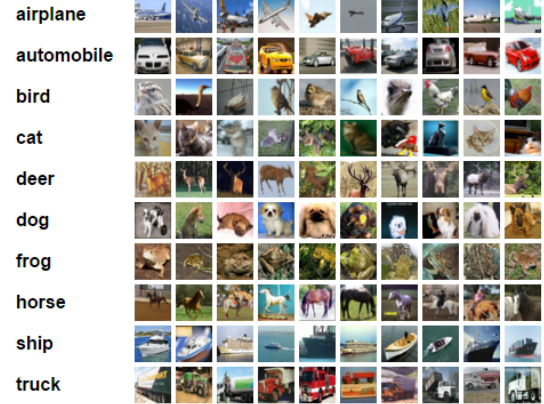 airplane
automobile
bird
cat
deer
dog
frog
horse
ship
truck